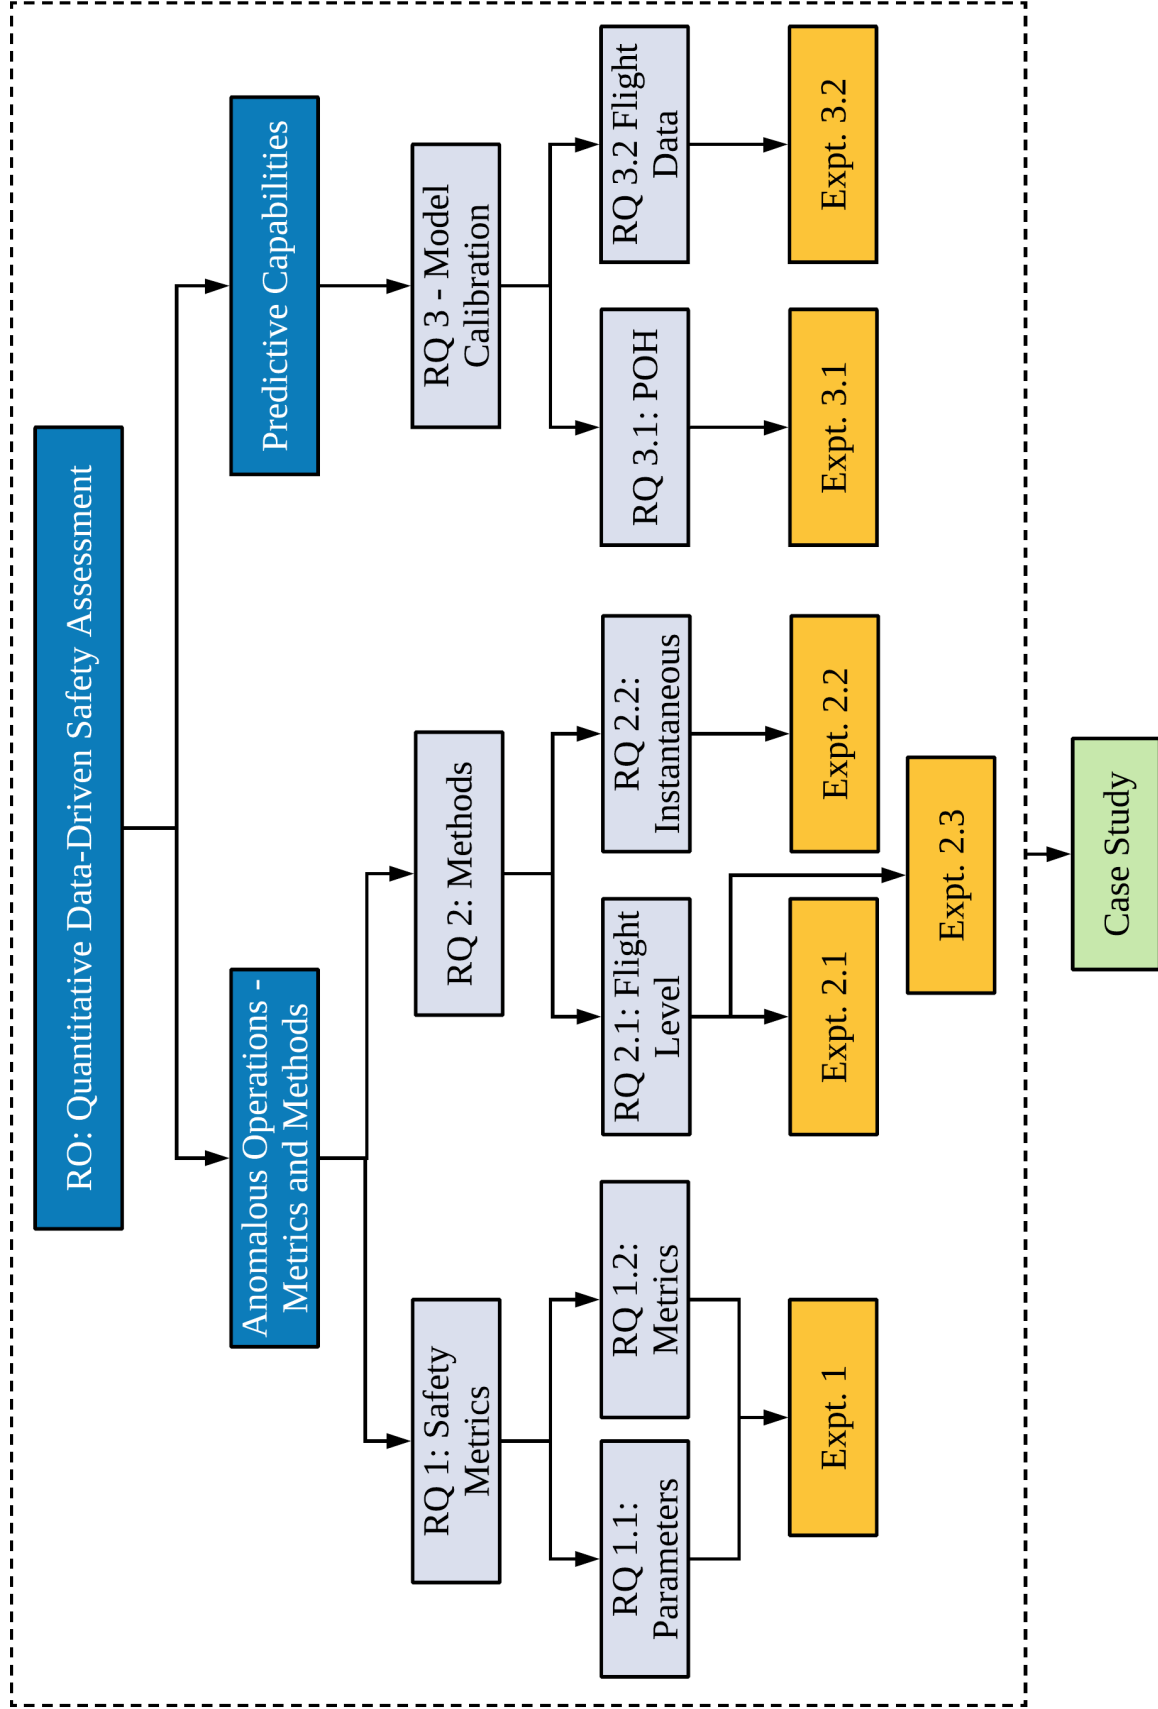 RO: Quantitative Data-Driven Safety Assessment
Anomalous Operations -
Metrics and Methods
Predictive Capabilities
RQ 1: Safety
Metrics
RQ 2: Methods
RQ 3 - Model
Calibration
RQ 1.1:
Parameters
RQ 1.2:
Metrics
RQ 2.1: Flight
Level
RQ 2.2:
Instantaneous
RQ 3.1: POH
RQ 3.2 Flight
Data
Expt. 1
Expt. 2.1
Expt. 2.2
Expt. 3.1
Expt. 3.2
Expt. 2.3
Case Study